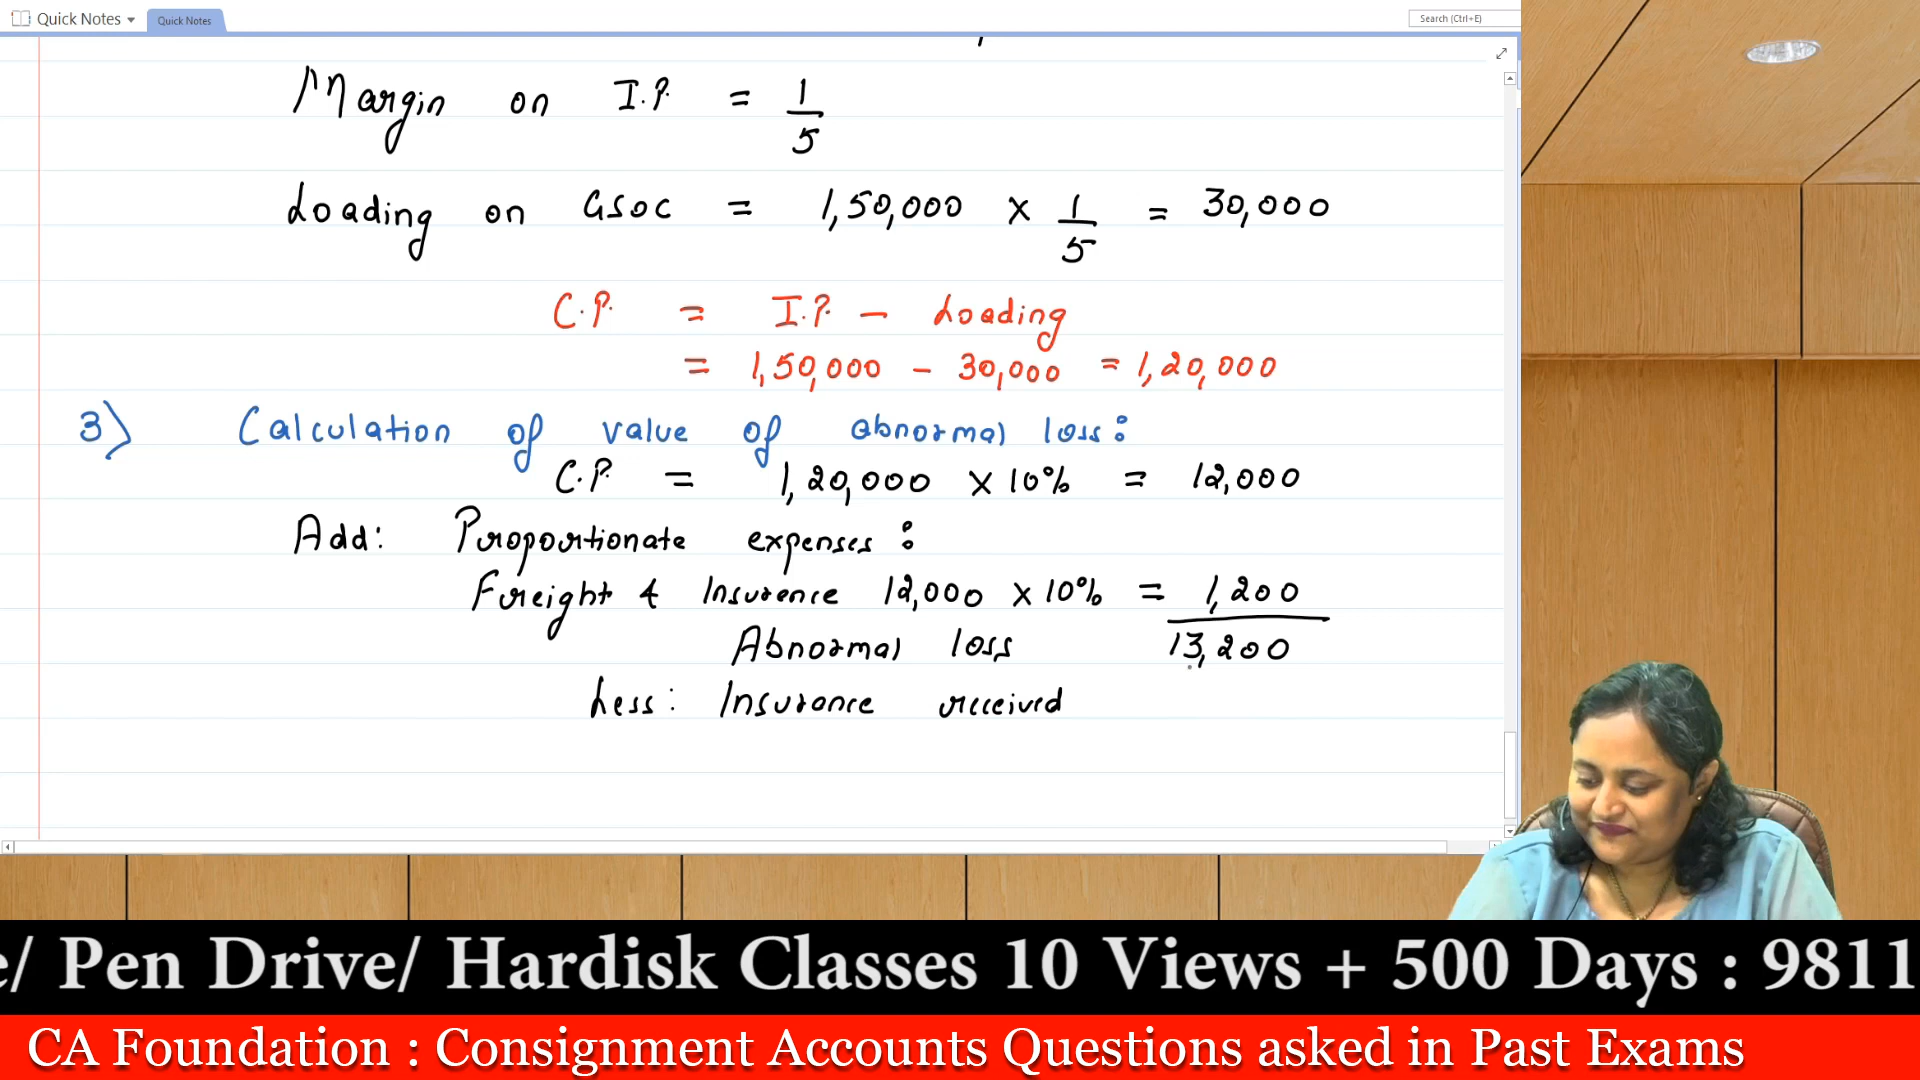 Quick Notes
Quick Notes
Search (Ctrl+E)
Margin on I.P. = 1/5
Loading on GSOC = 1,50,000 × 1/5 = 30,000
C.P. = I.P. - Loading
= 1,50,000 - 30,000 = 1,20,000
3) Calculation of value of abnormal loss:
C.P. = 1,20,000 × 10% = 12,000
Add: Proportionate expenses:
Freight & Insurance 12,000 × 10% = 1,200
Abnormal loss 13,200
Less: Insurance received
e/ Pen Drive/ Hardisk Classes 10 Views + 500 Days : 9811
CA Foundation : Consignment Accounts Questions asked in Past Exams